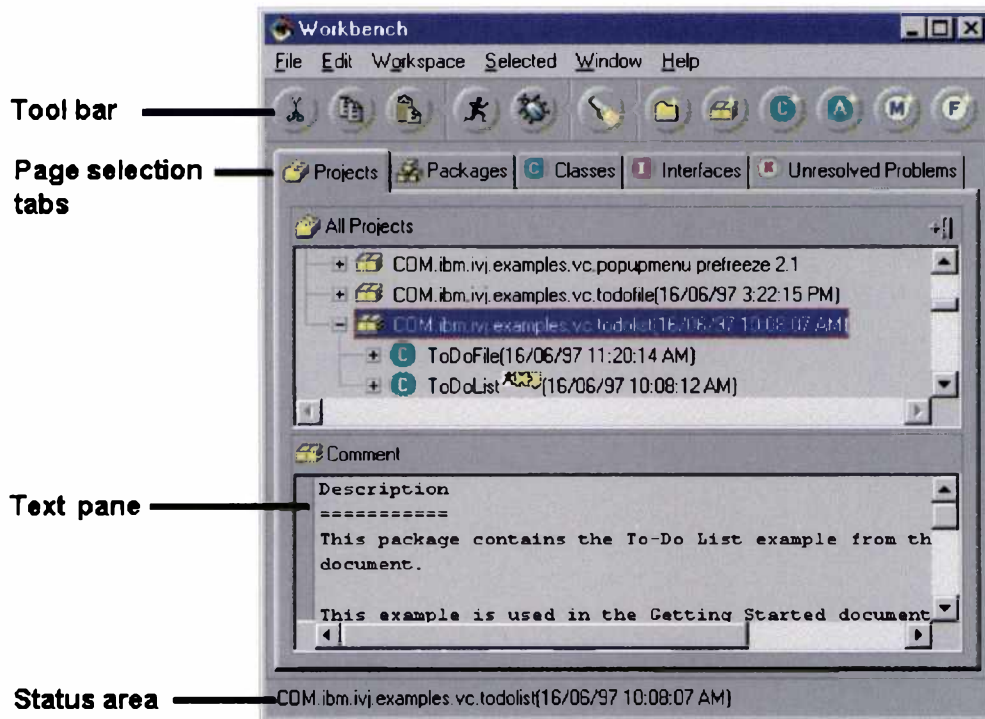 Workbench
File Edit Workspace Selected Window Help
Tool bar
C A M F
Page selection tabs
Projects Packages C Classes I Interfaces X Unresolved Problems
All Projects
COM.ibm.ivj.examples.vc.popupmenu prefreeze 2.1
COM.ibm.ivj.examples.vc.todofile(16/06/97 3:22:15 PM)
COM.ibm.ivj.examples.vc.todolist(16/06/97 10:08:07 AM)
C ToDoFile(16/06/97 11:20:14 AM)
C ToDoList (16/06/97 10:08:12 AM)
Comment
Text pane
Description
===========
This package contains the To-Do List example from th
document.
This example is used in the Getting Started document
Status area
COM.ibm.ivj.examples.vc.todolist(16/06/97 10:08:07 AM)